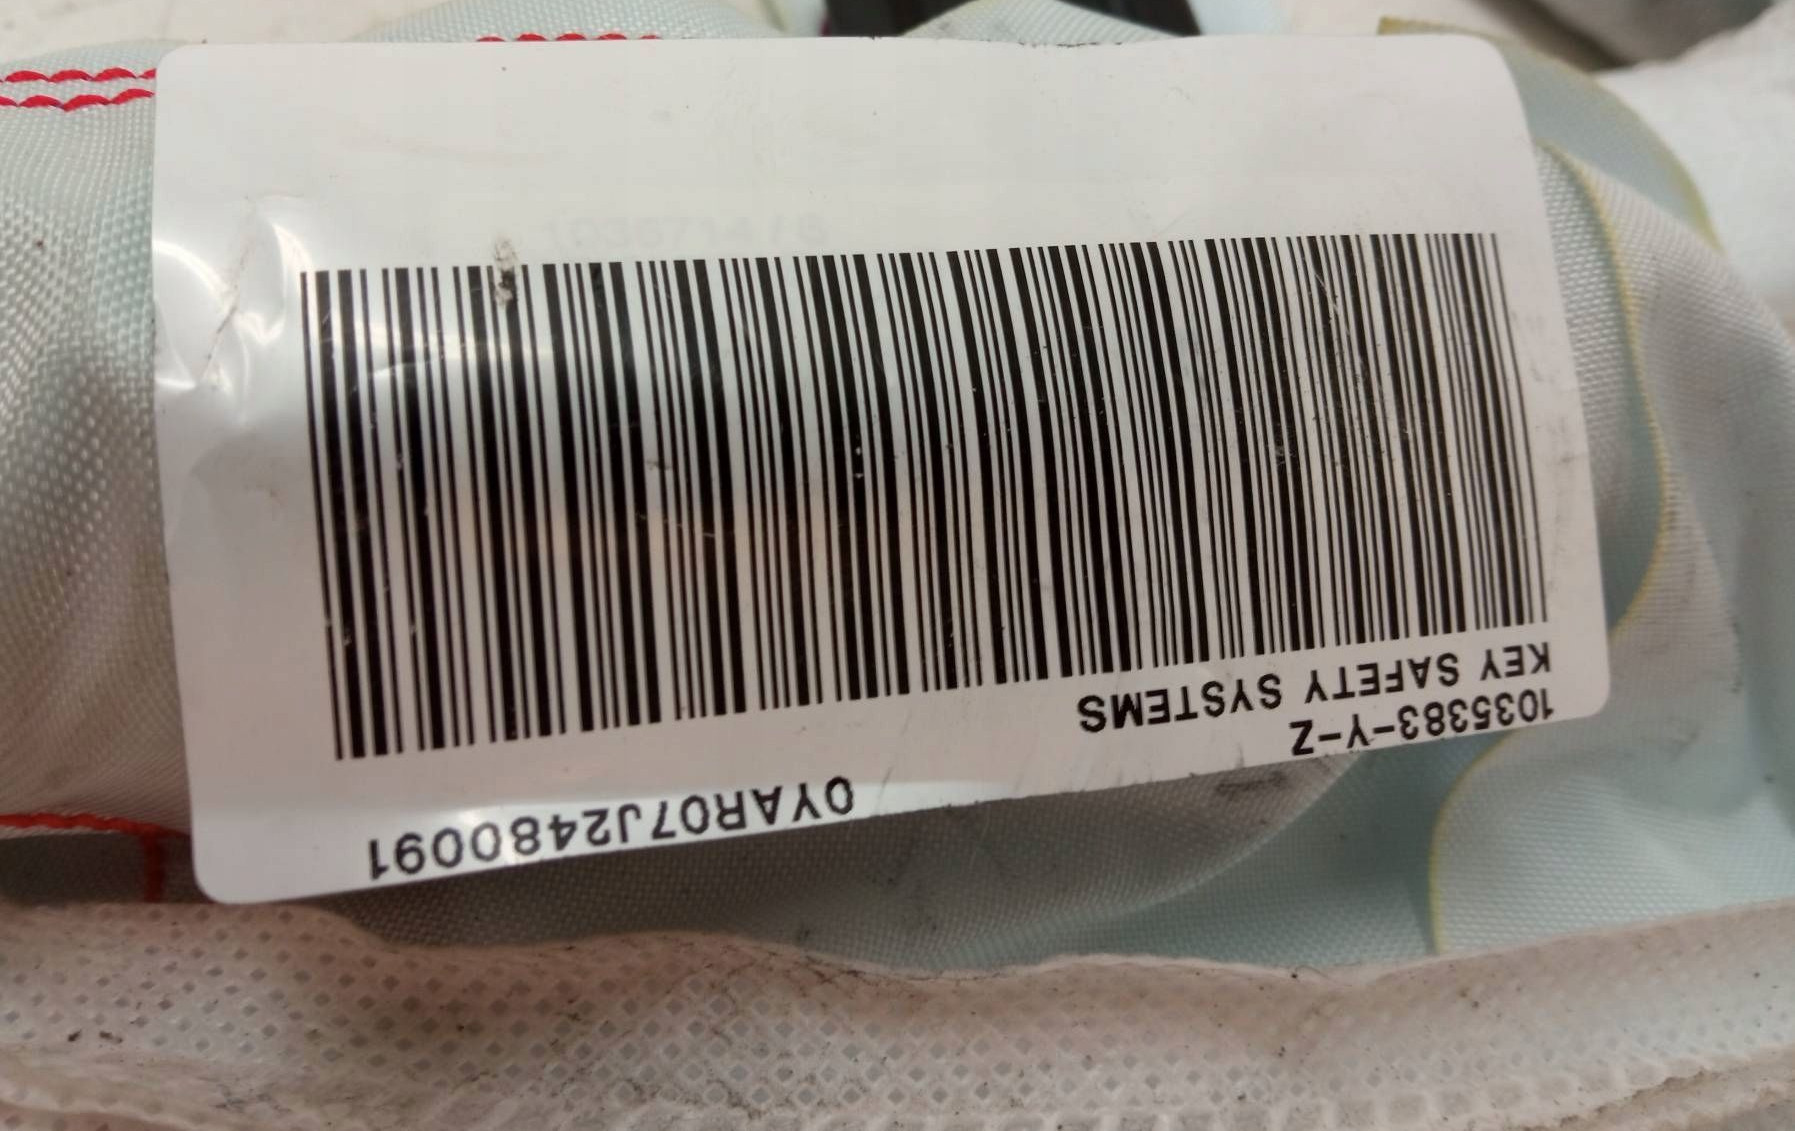 1035383-Y-Z 0YAR07J2480091
KEY SAFETY SYSTEMS